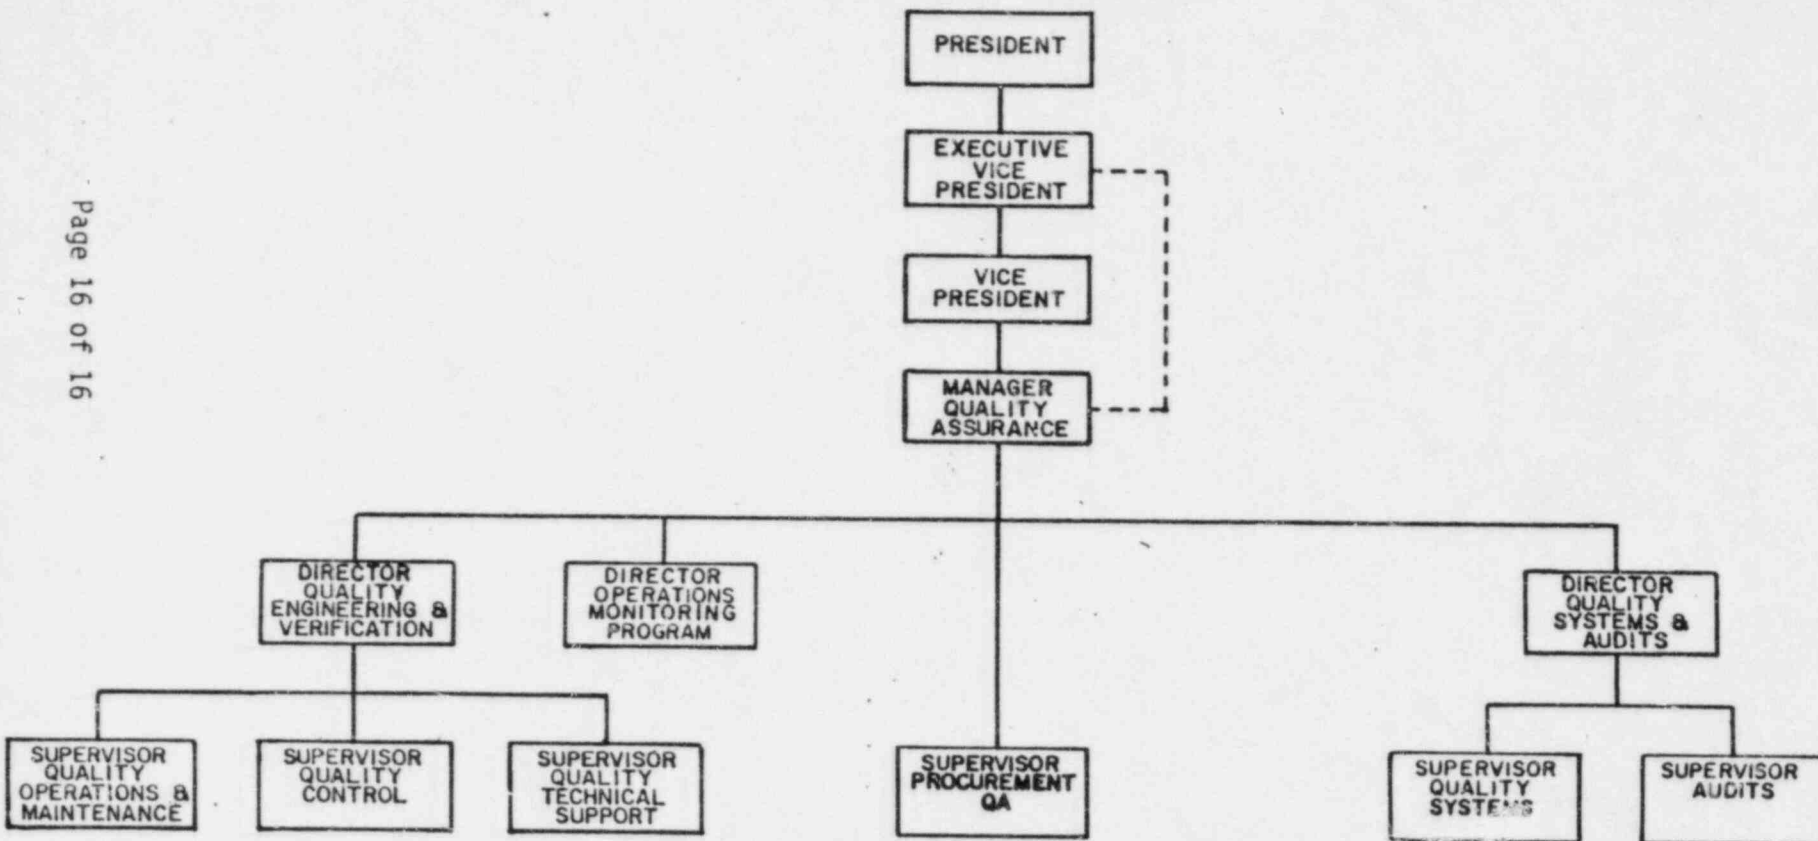 PRESIDENT
EXECUTIVE
VICE
PRESIDENT
VICE
PRESIDENT
MANAGER
QUALITY
ASSURANCE
DIRECTOR
QUALITY
ENGINEERING &
VERIFICATION
DIRECTOR
OPERATIONS
MONITORING
PROGRAM
DIRECTOR
QUALITY
SYSTEMS &
AUDITS
SUPERVISOR
QUALITY
OPERATIONS &
MAINTENANCE
SUPERVISOR
QUALITY
CONTROL
SUPERVISOR
QUALITY
TECHNICAL
SUPPORT
SUPERVISOR
PROCUREMENT
QA
SUPERVISOR
QUALITY
SYSTEMS
SUPERVISOR
AUDITS
Page 16 of 16